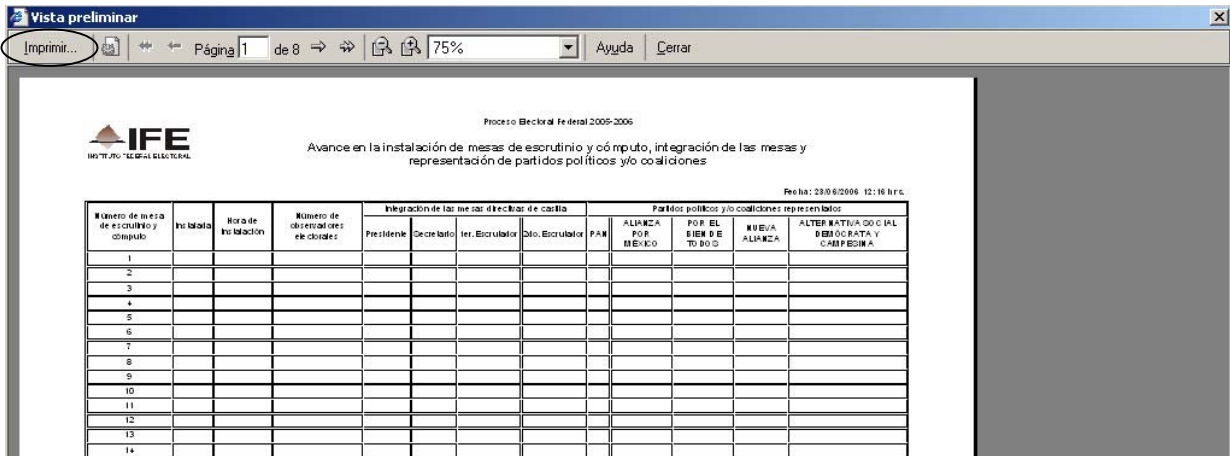 Vista preliminar
Imprimir... Página 1 de 8 75% Ayuda Cerrar
Proceso Electoral Federal 2005-2006
IFE
INSTITUTO FEDERAL ELECTORAL
Avance en la instalación de mesas de escrutinio y cómputo, integración de las mesas y
representación de partidos políticos y/o coaliciones
Fecha: 28/06/2006 12:16 hrs.
Número de mesa de escrutinio y cómputo
Instalada
Hora de Instalación
Número de observadores electorales
Integración de las mesas directivas de casilla
Presidente Secretario 1er. Escrutador 2do. Escrutador
Partidos políticos y/o coaliciones representados
PAN
ALIANZA POR MÉXICO
POR EL BIEN DE TODOS
NUEVA ALIANZA
ALTERNATIVA SOCIAL DEMÓCRATA Y CAMPESINA
1
2
3
4
5
6
7
8
9
10
11
12
13
14